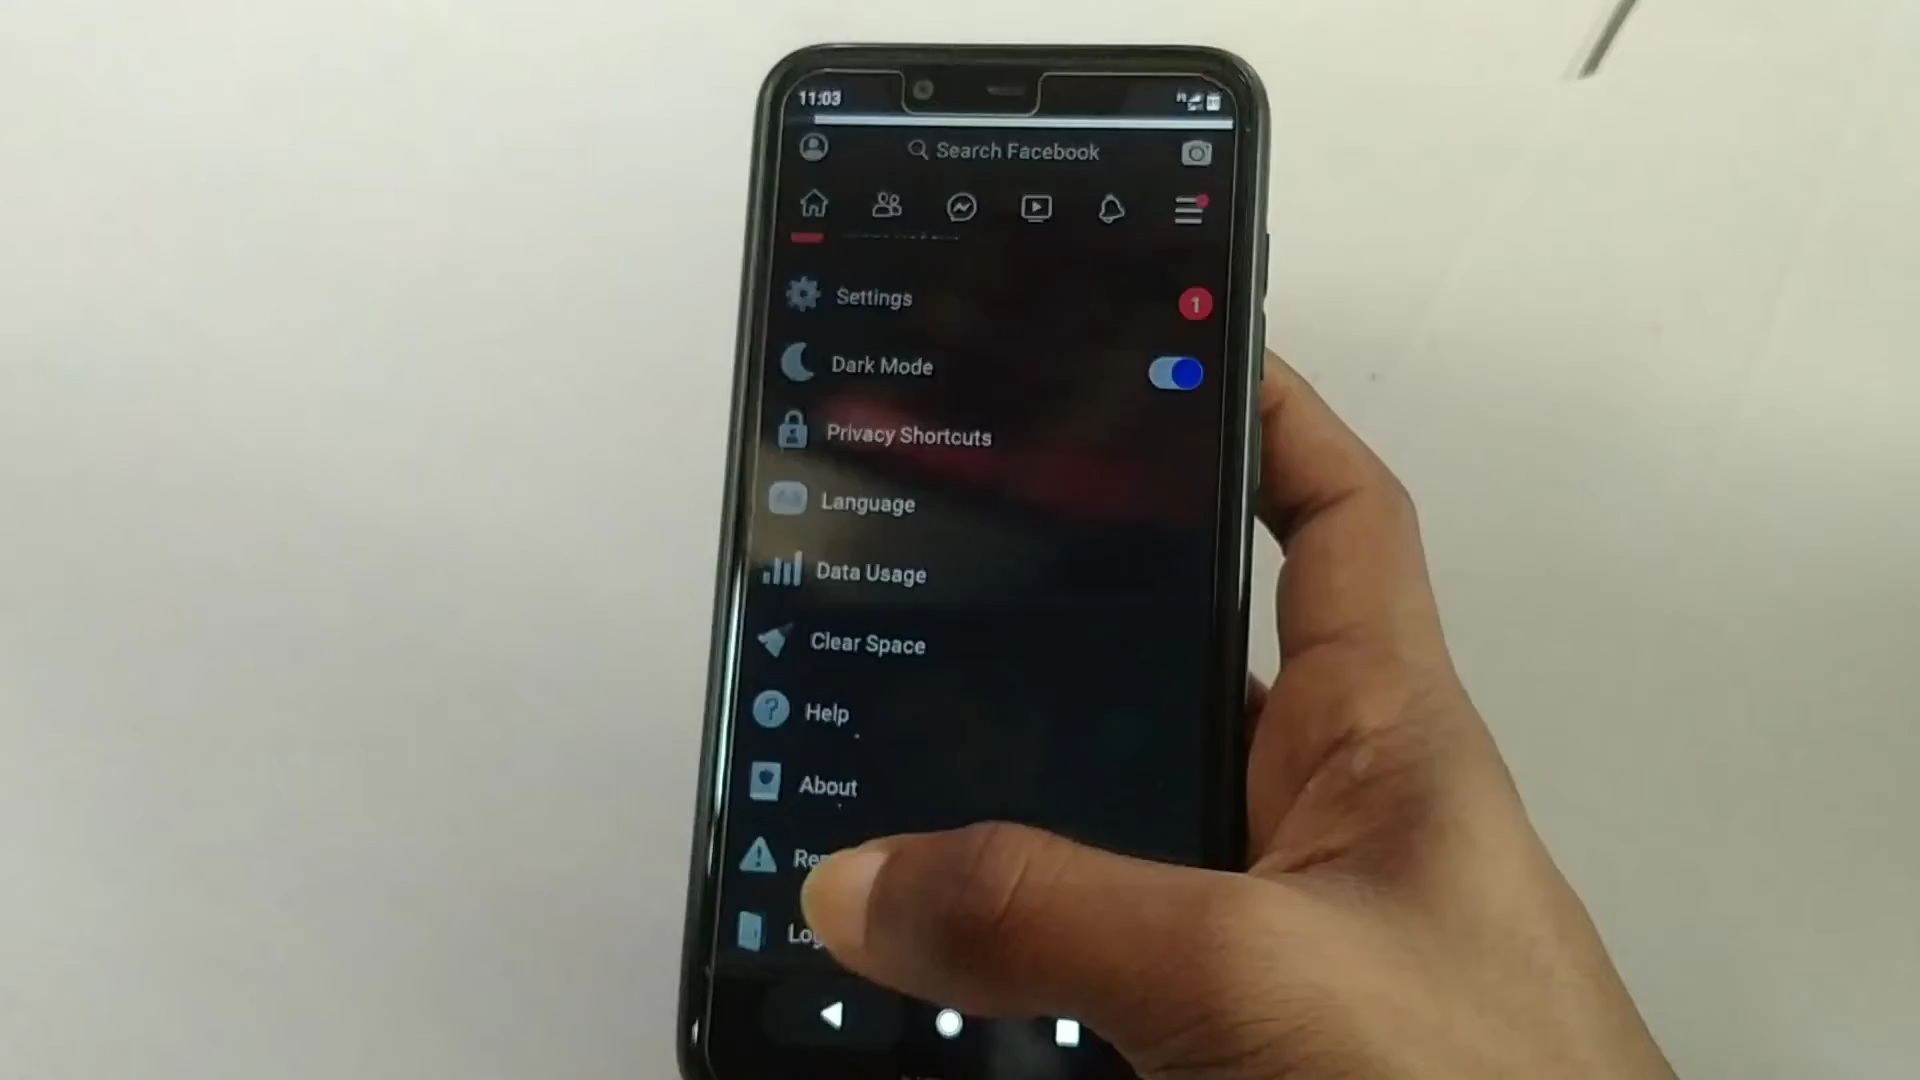 11:03
Search Facebook
Settings
1
Dark Mode
Privacy Shortcuts
Language
Data Usage
Clear Space
Help
About